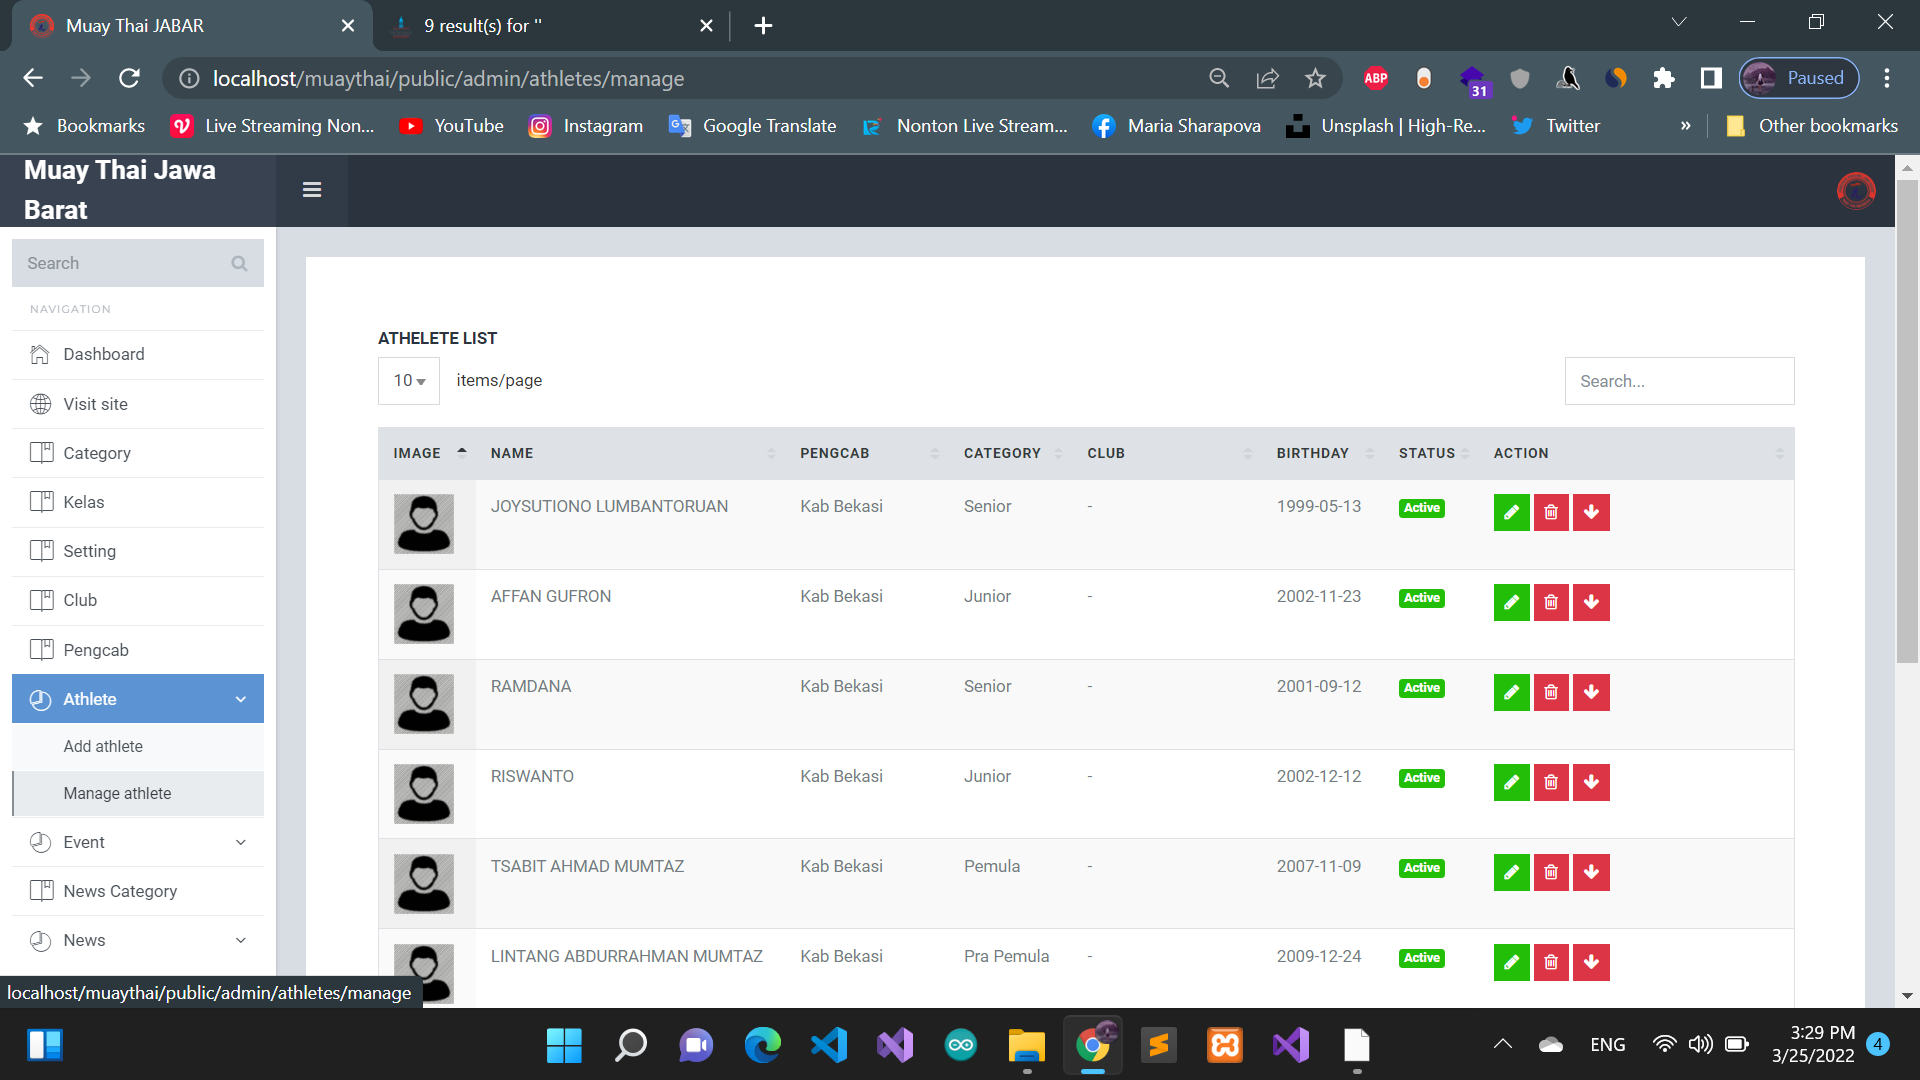 Muay Thai JABAR
9 result(s) for ''
localhost/muaythai/public/admin/athletes/manage
ABP
31
Paused
Bookmarks
Live Streaming Non...
YouTube
Instagram
Google Translate
Nonton Live Stream...
Maria Sharapova
Unsplash | High-Re...
Twitter
»
Other bookmarks
Muay Thai Jawa
Barat
Search
NAVIGATION
Dashboard
Visit site
Category
Kelas
Setting
Club
Pengcab
Athlete
Add athlete
Manage athlete
Event
News Category
News
ATHELETE LIST
10 items/page
Search...
IMAGE NAME PENGCAB CATEGORY CLUB BIRTHDAY STATUS ACTION
JOYSUTIONO LUMBANTORUAN Kab Bekasi Senior - 1999-05-13 Active
AFFAN GUFRON Kab Bekasi Junior - 2002-11-23 Active
RAMDANA Kab Bekasi Senior - 2001-09-12 Active
RISWANTO Kab Bekasi Junior - 2002-12-12 Active
TSABIT AHMAD MUMTAZ Kab Bekasi Pemula - 2007-11-09 Active
LINTANG ABDURRAHMAN MUMTAZ Kab Bekasi Pra Pemula - 2009-12-24 Active
localhost/muaythai/public/admin/athletes/manage
ENG
3:29 PM
3/25/2022
4